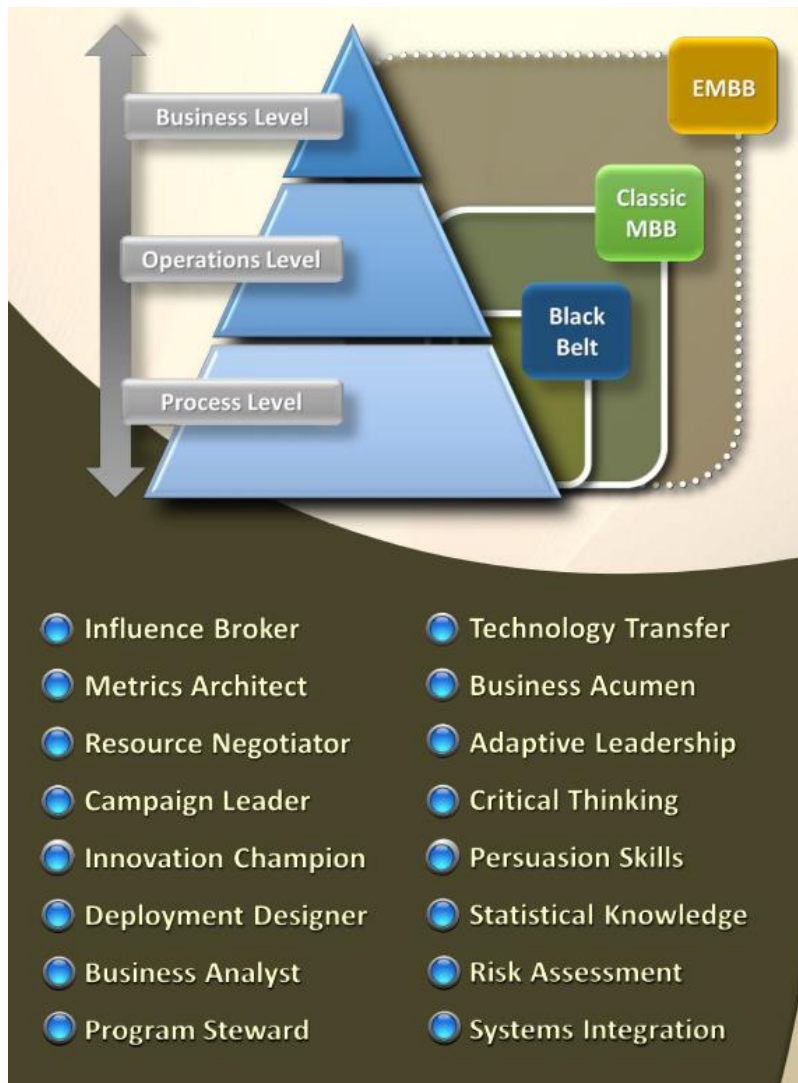 EMBB
Business Level
Classic
MBB
Operations Level
Black
Belt
Process Level
Influence Broker
Metrics Architect
Resource Negotiator
Campaign Leader
Innovation Champion
Deployment Designer
Business Analyst
Program Steward
Technology Transfer
Business Acumen
Adaptive Leadership
Critical Thinking
Persuasion Skills
Statistical Knowledge
Risk Assessment
Systems Integration